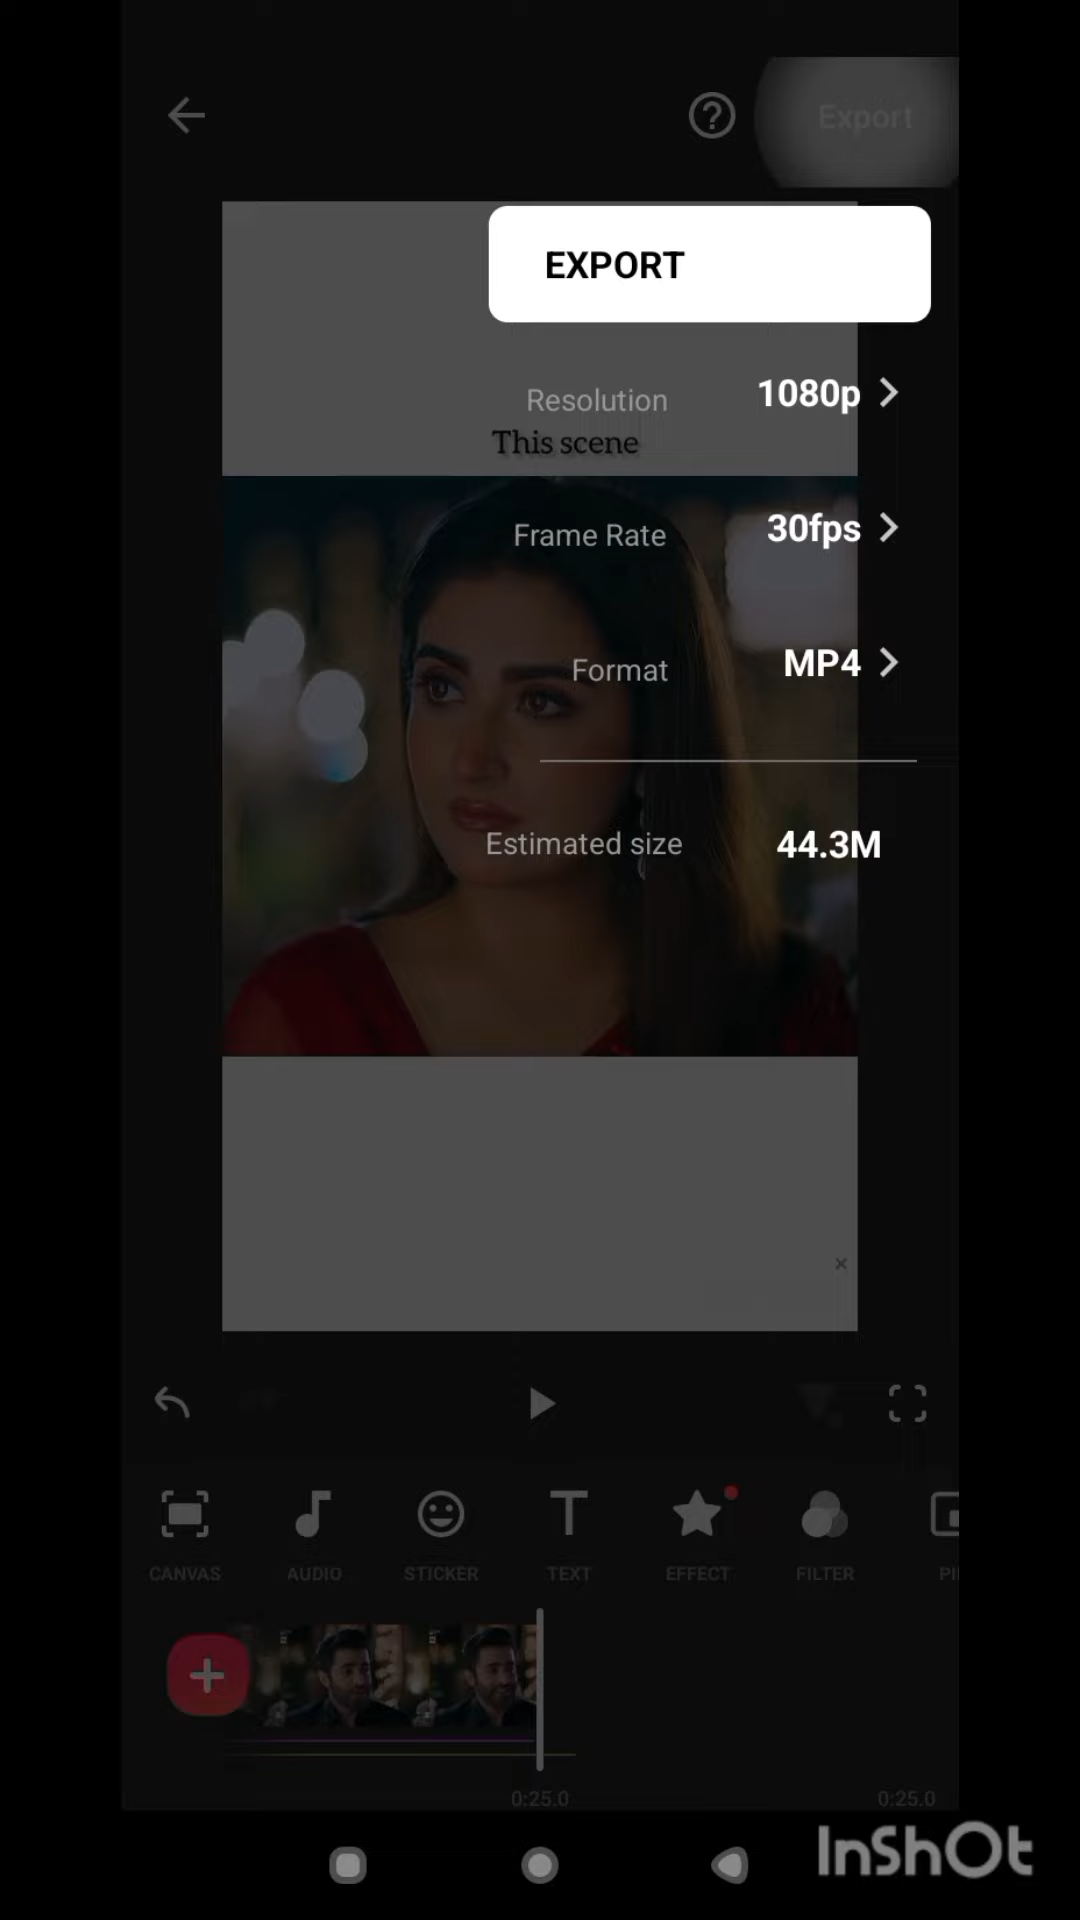 Export
EXPORT
Resolution 1080p
This scene
Frame Rate 30fps
Format MP4
Estimated size 44.3M
CANVAS AUDIO STICKER TEXT EFFECT FILTER PI
0:25.0 0:25.0
InShOt